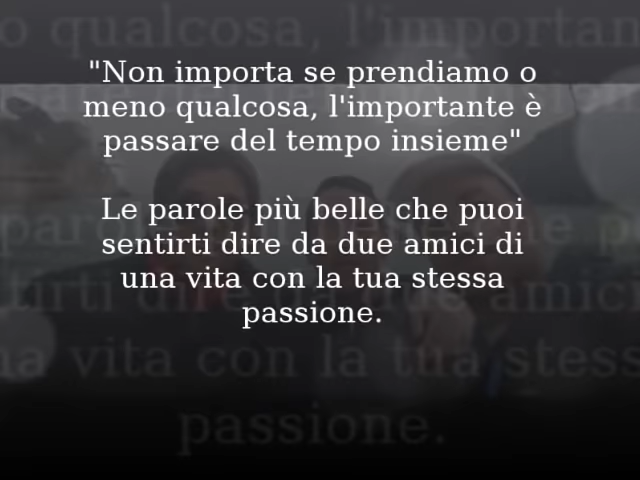 "Non importa se prendiamo o
meno qualcosa, l'importante è
passare del tempo insieme"
Le parole più belle che puoi
sentirti dire da due amici di
una vita con la tua stessa
passione.